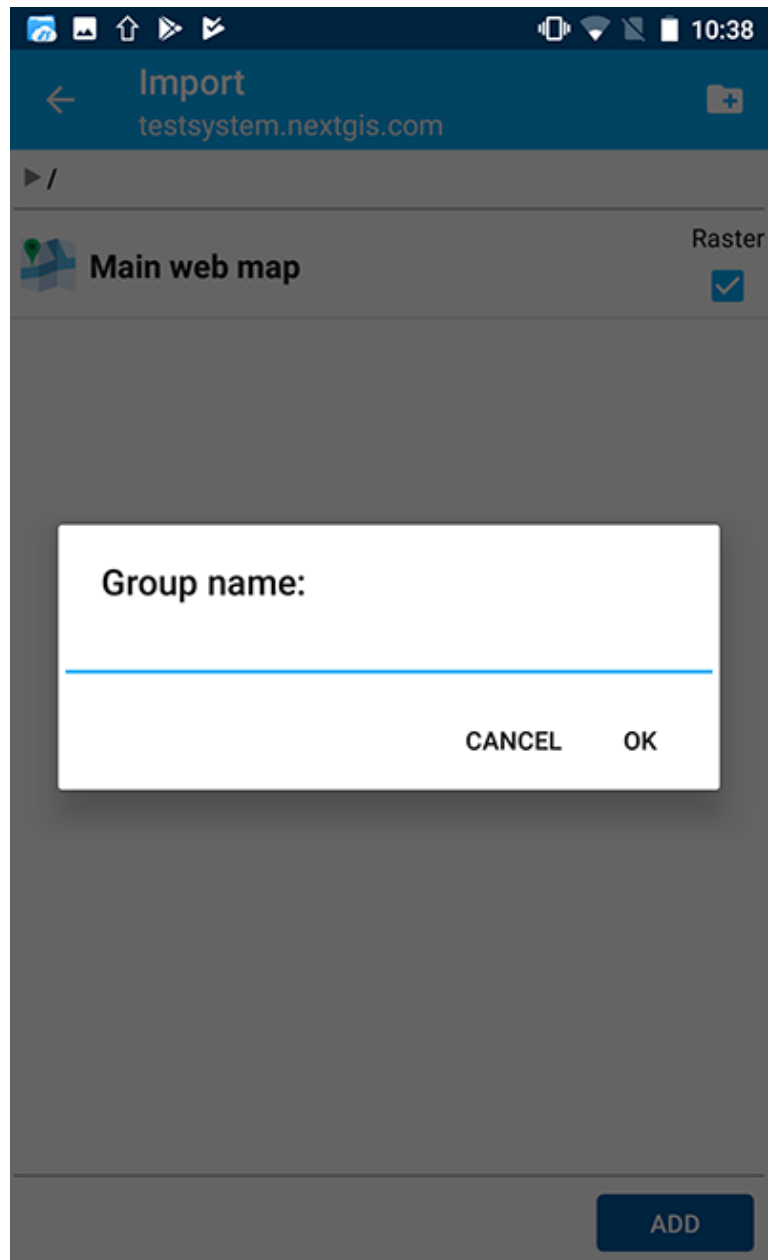 10:38
Import
testsystem.nextgis.com
/
Raster
Main web map
Group name:
CANCEL OK
ADD